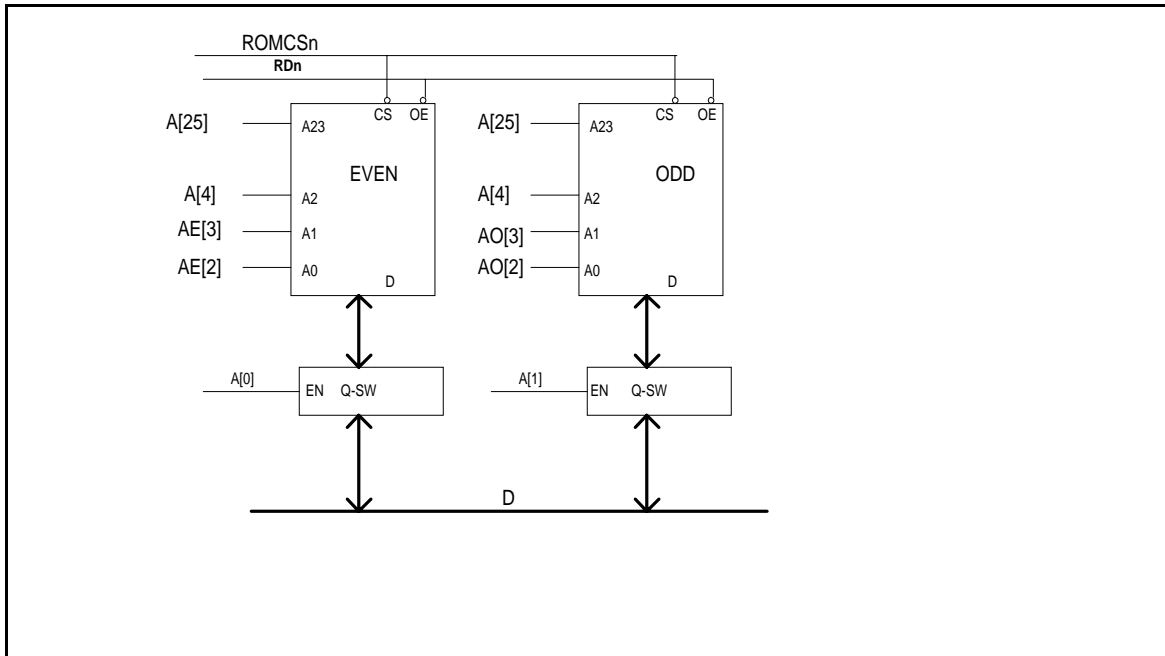 ROMCSn
RDn
CS OE
CS OE
A[25] A23
A[25] A23
EVEN
ODD
A[4] A2
A[4] A2
AE[3] A1
AO[3] A1
AE[2] A0
AO[2] A0
D
D
A[0] EN Q-SW
A[1] EN Q-SW
D